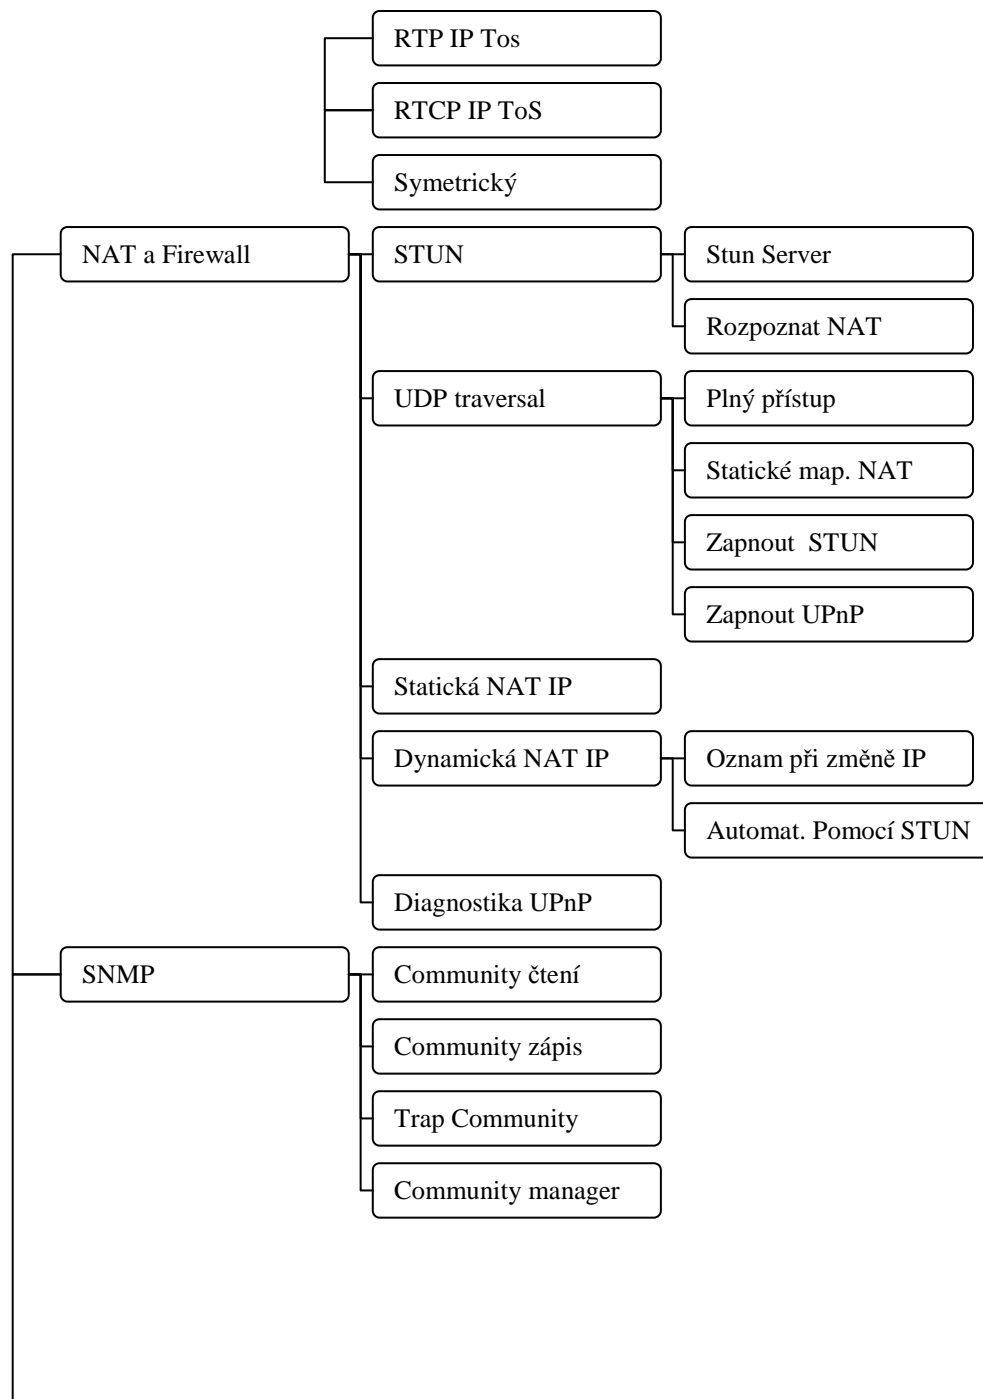 RTP IP Tos
RTCP IP ToS
Symetrický
NAT a Firewall
STUN
Stun Server
Rozpoznat NAT
UDP traversal
Plný přístup
Statické map. NAT
Zapnout  STUN
Zapnout UPnP
Statická NAT IP
Dynamická NAT IP
Oznam při změně IP
Automat. Pomocí STUN
Diagnostika UPnP
SNMP
Community čtení
Community zápis
Trap Community
Community manager